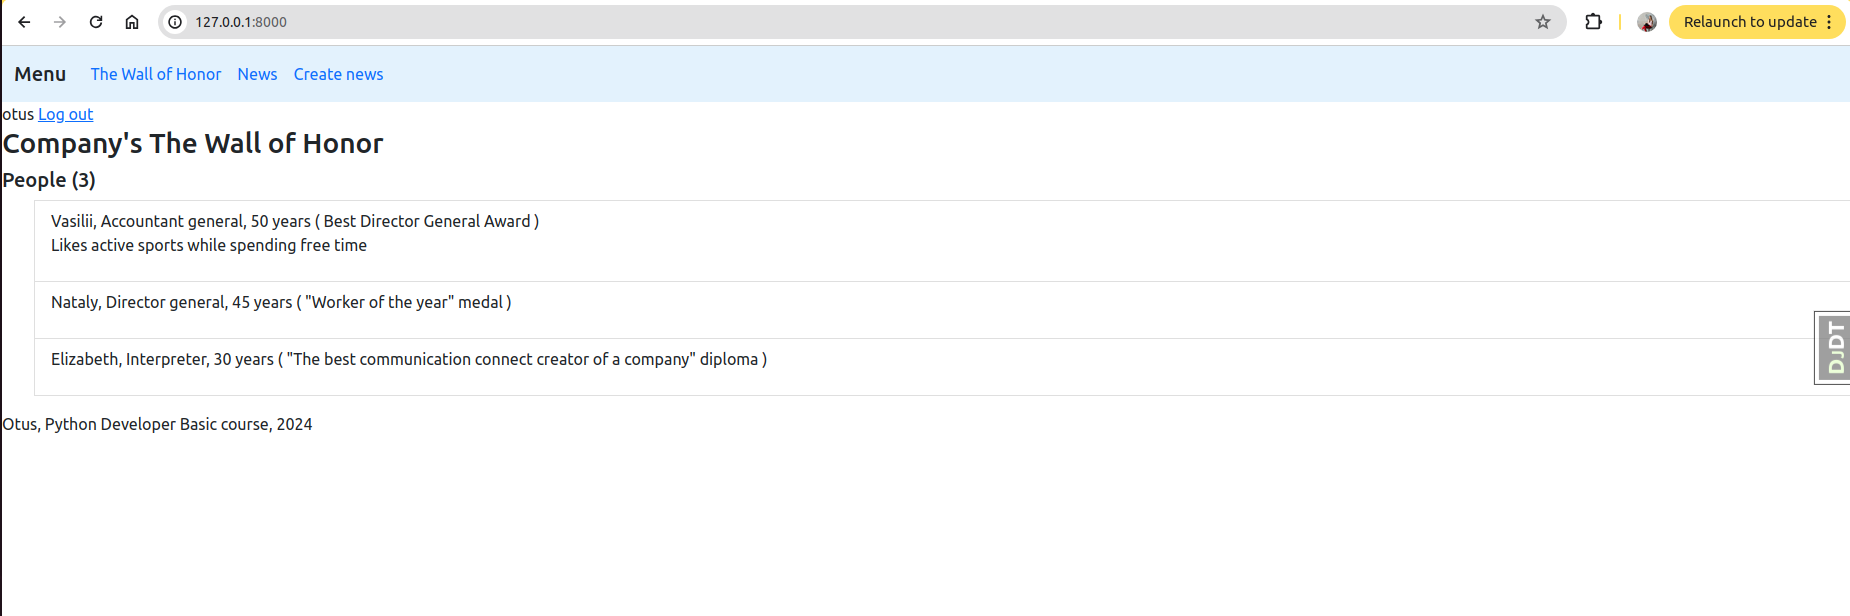 127.0.0.1:8000
Relaunch to update
Menu The Wall of Honor News Create news
otus Log out
Company's The Wall of Honor
People (3)
Vasilii, Accountant general, 50 years ( Best Director General Award )
Likes active sports while spending free time
Nataly, Director general, 45 years ( "Worker of the year" medal )
DJDT
Elizabeth, Interpreter, 30 years ( "The best communication connect creator of a company" diploma )
Otus, Python Developer Basic course, 2024